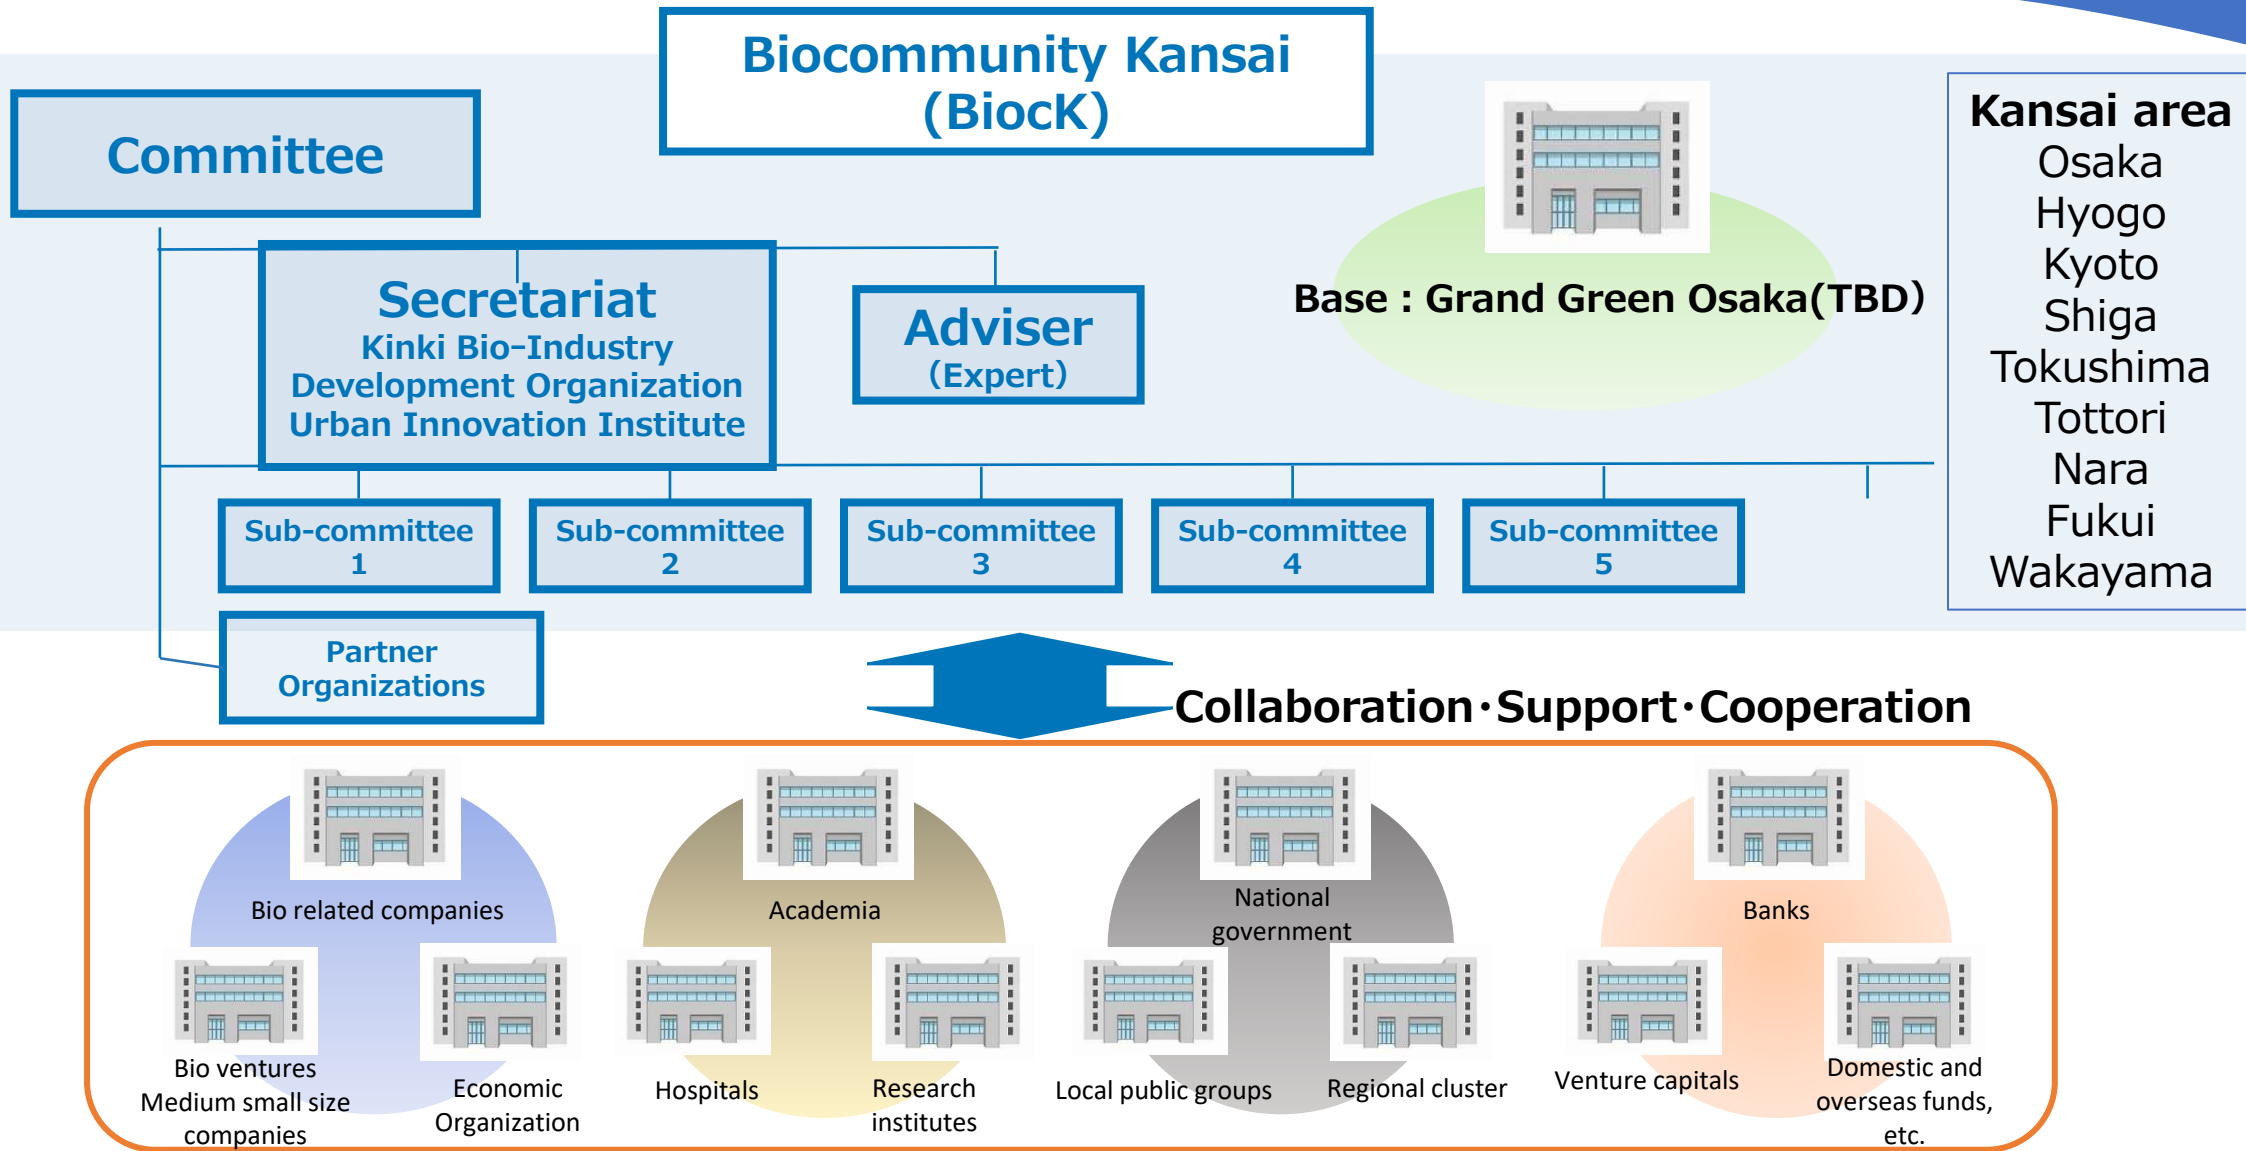 Biocommunity Kansai
(BiocK)
Committee
Secretariat
Kinki Bio-Industry
Development Organization
Urban Innovation Institute
Adviser
(Expert)
Base : Grand Green Osaka(TBD)
Kansai area
Osaka
Hyogo
Kyoto
Shiga
Tokushima
Tottori
Nara
Fukui
Wakayama
Sub-committee
1
Sub-committee
2
Sub-committee
3
Sub-committee
4
Sub-committee
5
Partner
Organizations
Collaboration・Support・Cooperation
Bio related companies
Bio ventures
Medium small size
companies
Economic
Organization
Academia
Hospitals
Research
institutes
National
government
Local public groups
Regional cluster
Banks
Venture capitals
Domestic and
overseas funds,
etc.